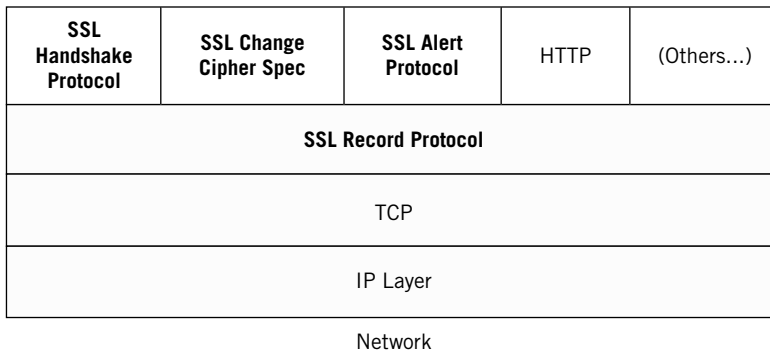 SSL
Handshake
Protocol
SSL Change
Cipher Spec
SSL Alert
Protocol
HTTP
(Others...)
SSL Record Protocol
TCP
IP Layer
Network